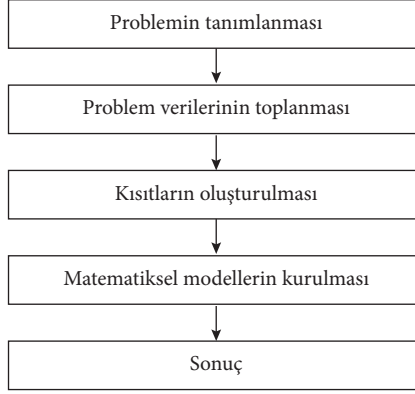 Problemin tanımlanması
Problem verilerinin toplanması
Kısıtların oluşturulması
Matematiksel modellerin kurulması
Sonuç